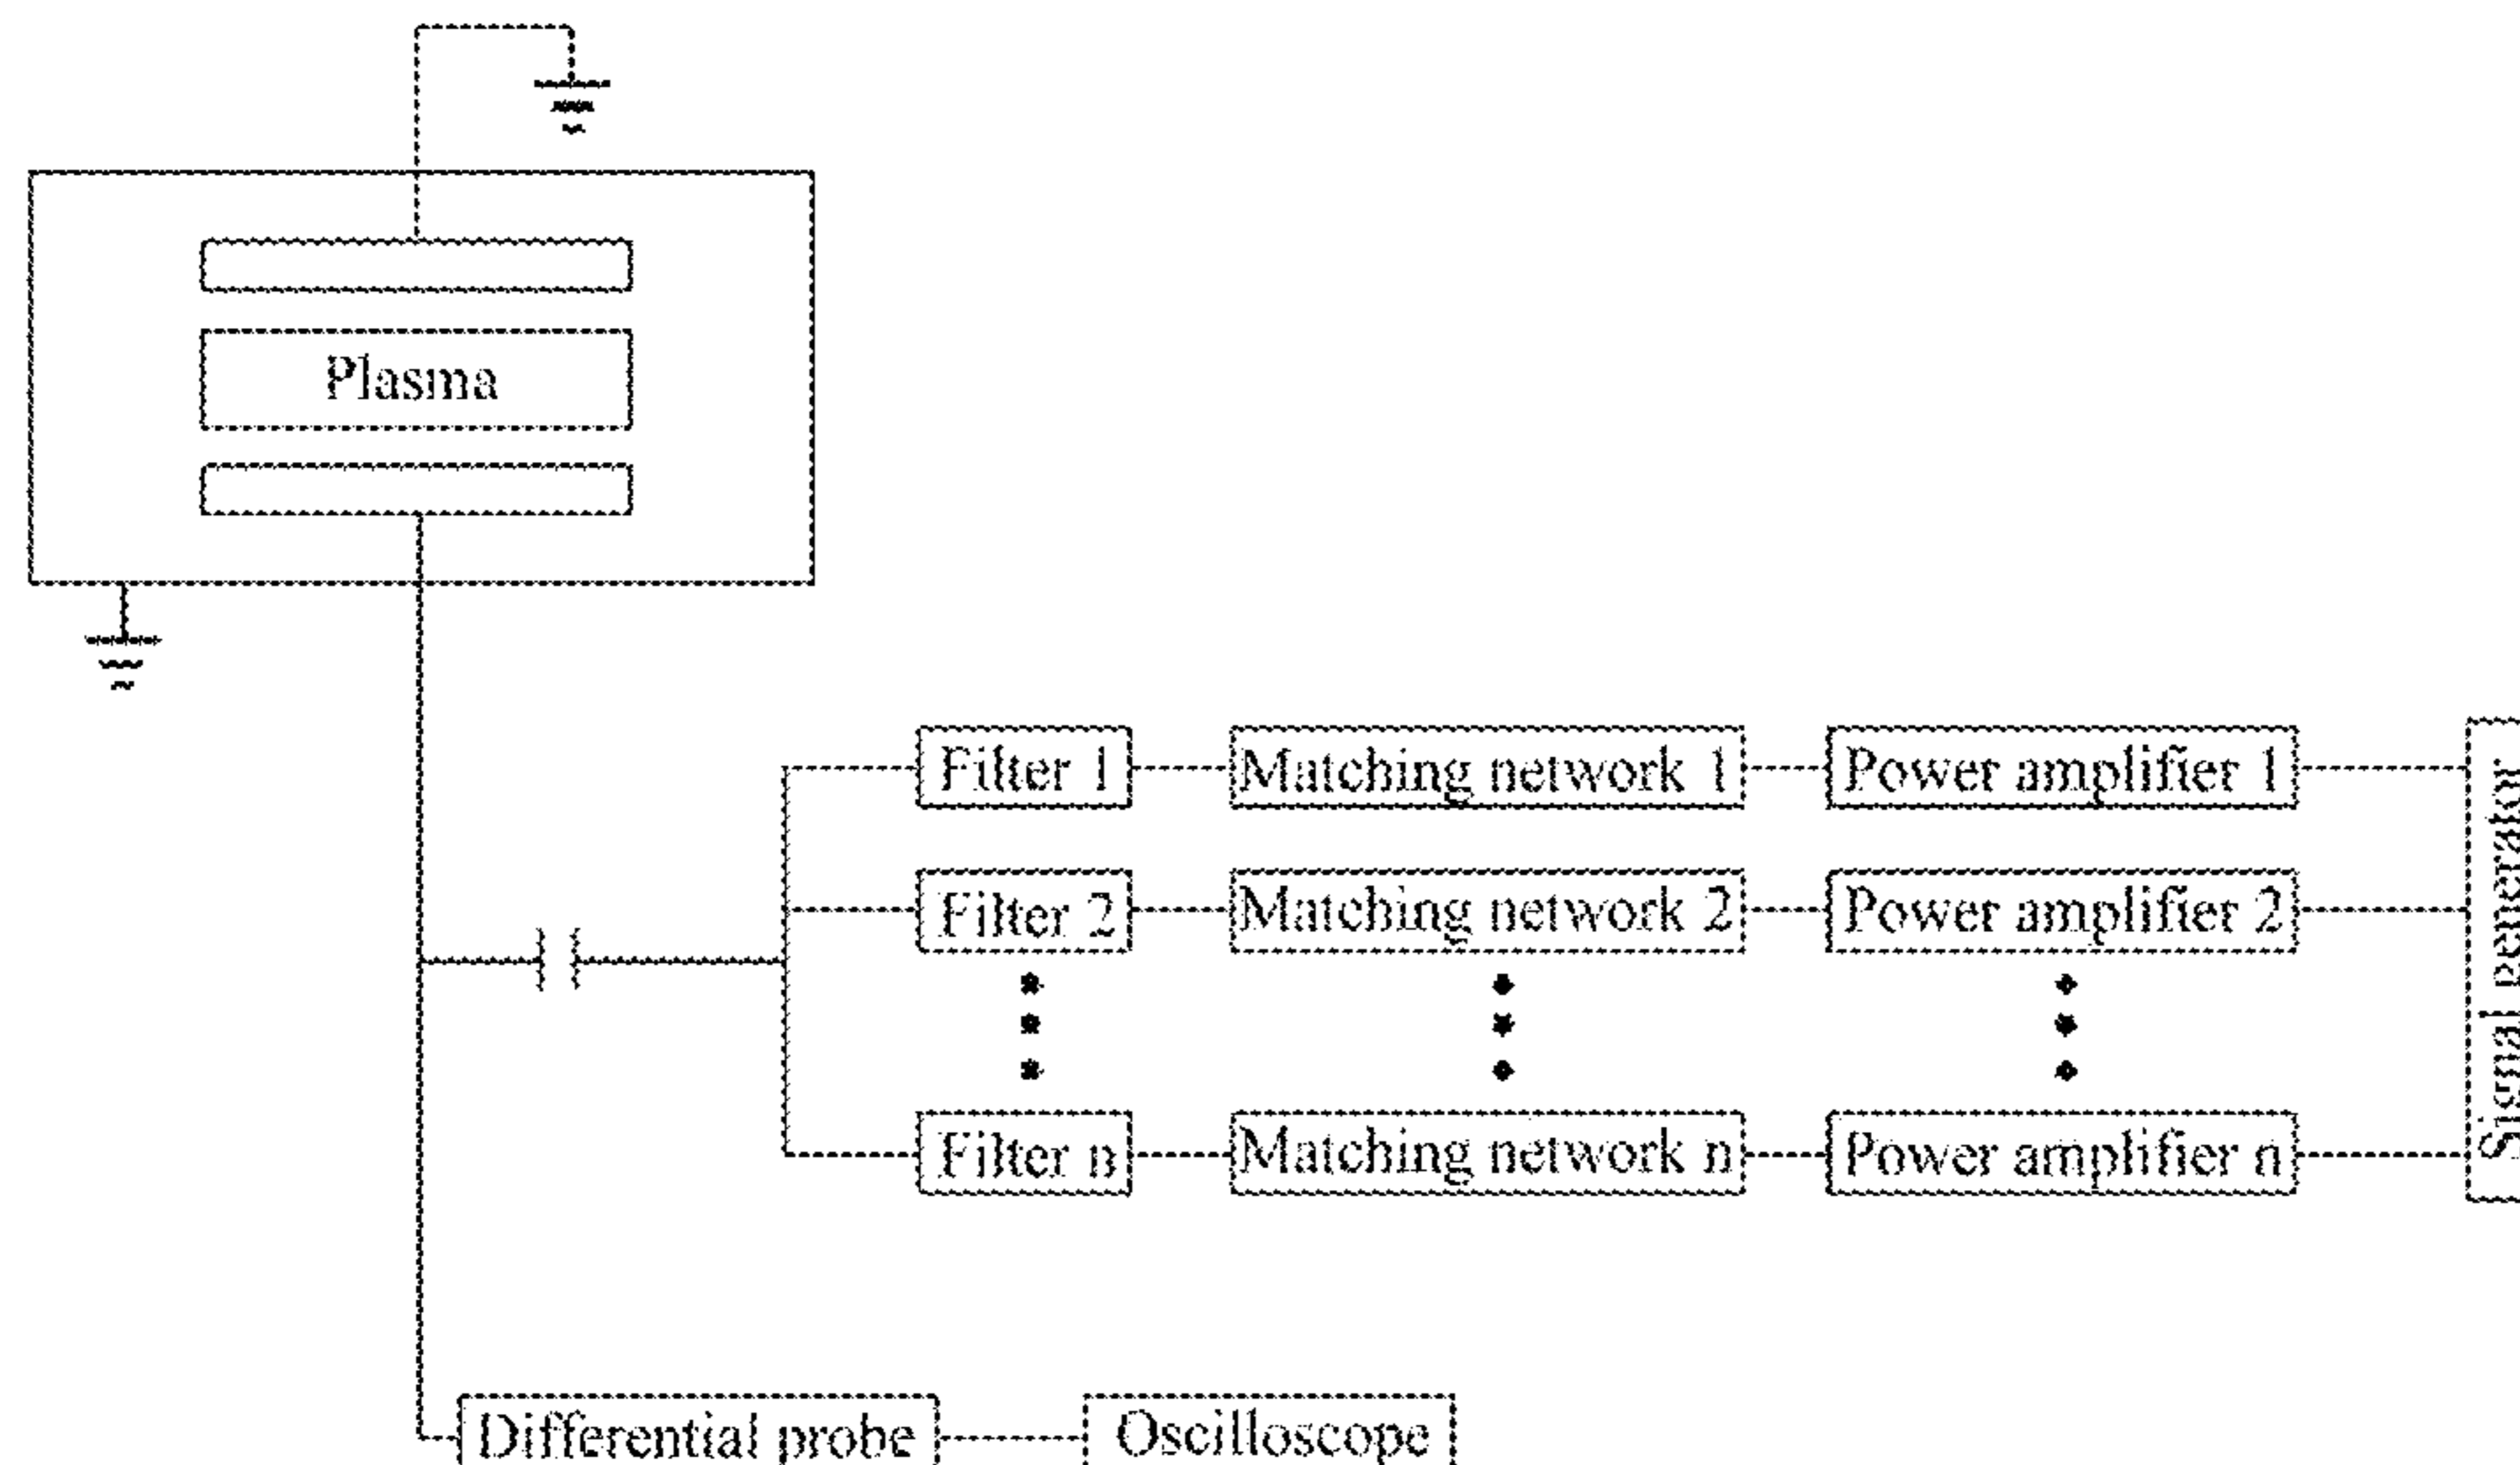 Plasma
Filter 1
Matching network 1
Power amplifier 1
Filter 2
Matching network 2
Power amplifier 2
Filter n
Matching network n
Power amplifier n
Signal generator
Differential probe
Oscilloscope